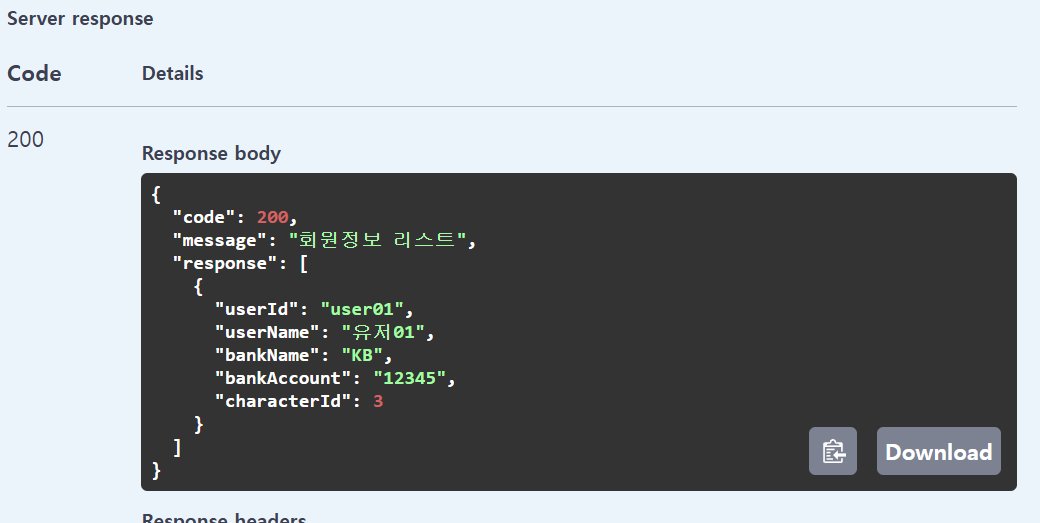 Server response
Code Details
200
Response body
{
"code": 200,
"message": "회원정보 리스트",
"response": [
{
"userId": "user01",
"userName": "유저01",
"bankName": "KB",
"bankAccount": "12345",
"characterId": 3
}
]
}
Download
Response headers